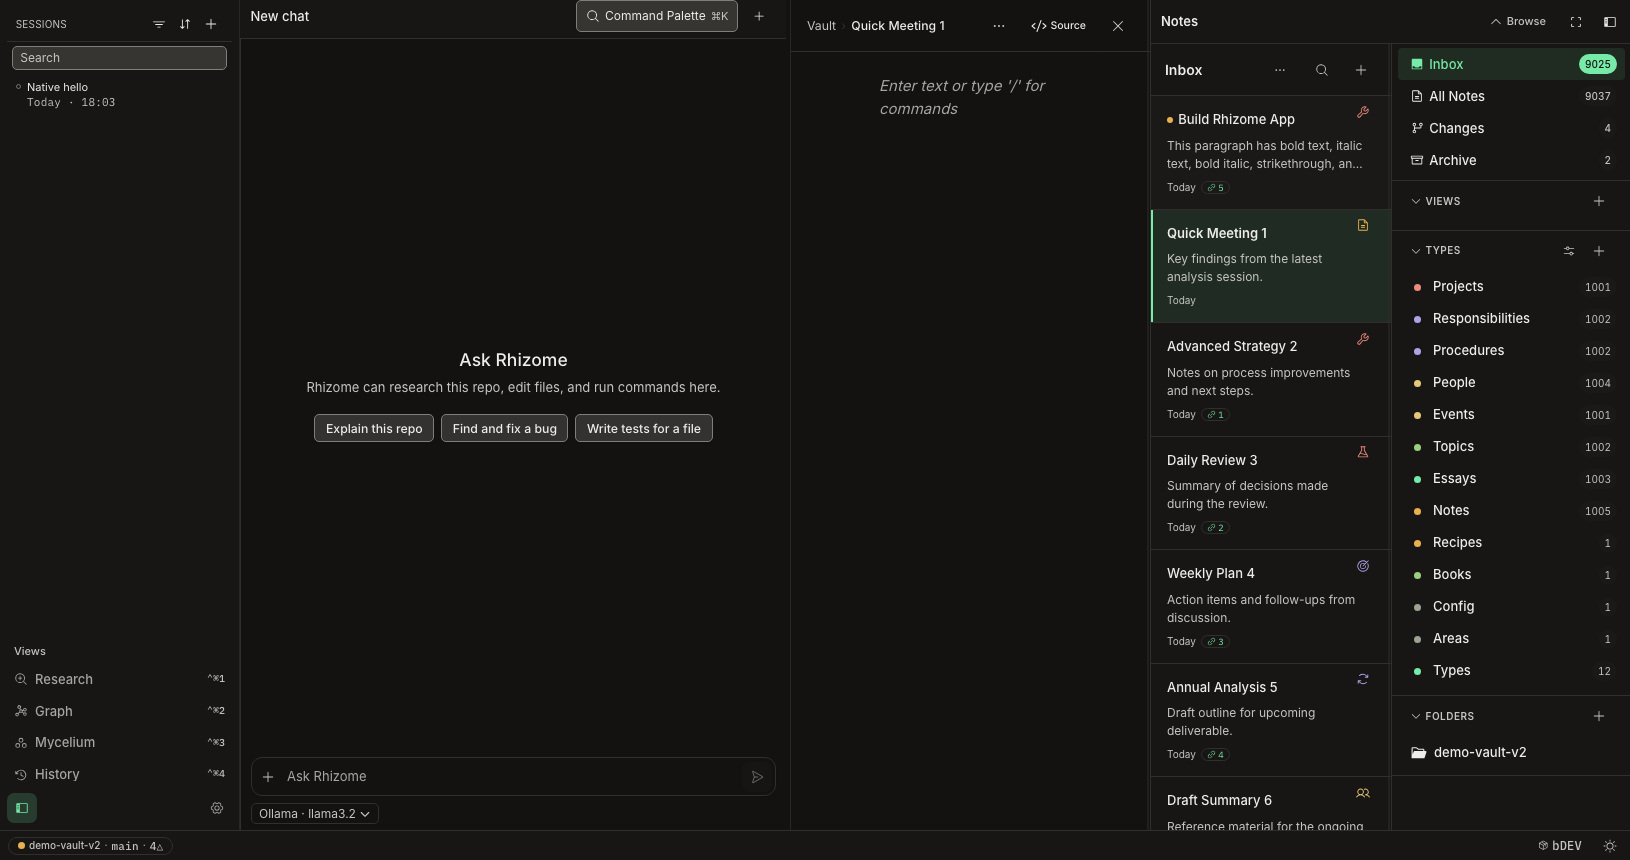 SESSIONS
Search
Native hello
Today · 18:03
Views
Research ⌃⌘1
Graph ⌃⌘2
Mycelium ⌃⌘3
History ⌃⌘4
New chat
Command Palette ⌘K
Ask Rhizome
Rhizome can research this repo, edit files, and run commands here.
Explain this repo
Find and fix a bug
Write tests for a file
Ask Rhizome
Ollama · llama3.2
Vault
Quick Meeting 1
Source
Enter text or type '/' for
commands
Notes
Browse
Inbox
Build Rhizome App
This paragraph has bold text, italic
text, bold italic, strikethrough, an...
Today 5
Quick Meeting 1
Key findings from the latest
analysis session.
Today
Advanced Strategy 2
Notes on process improvements
and next steps.
Today 1
Daily Review 3
Summary of decisions made
during the review.
Today 2
Weekly Plan 4
Action items and follow-ups from
discussion.
Today 3
Annual Analysis 5
Draft outline for upcoming
deliverable.
Today 4
Draft Summary 6
Reference material for the ongoing
Inbox 9025
All Notes 9037
Changes 4
Archive 2
VIEWS
TYPES
Projects 1001
Responsibilities 1002
Procedures 1002
People 1004
Events 1001
Topics 1002
Essays 1003
Notes 1005
Recipes 1
Books 1
Config 1
Areas 1
Types 12
FOLDERS
demo-vault-v2
demo-vault-v2 · main · 4△
bDEV